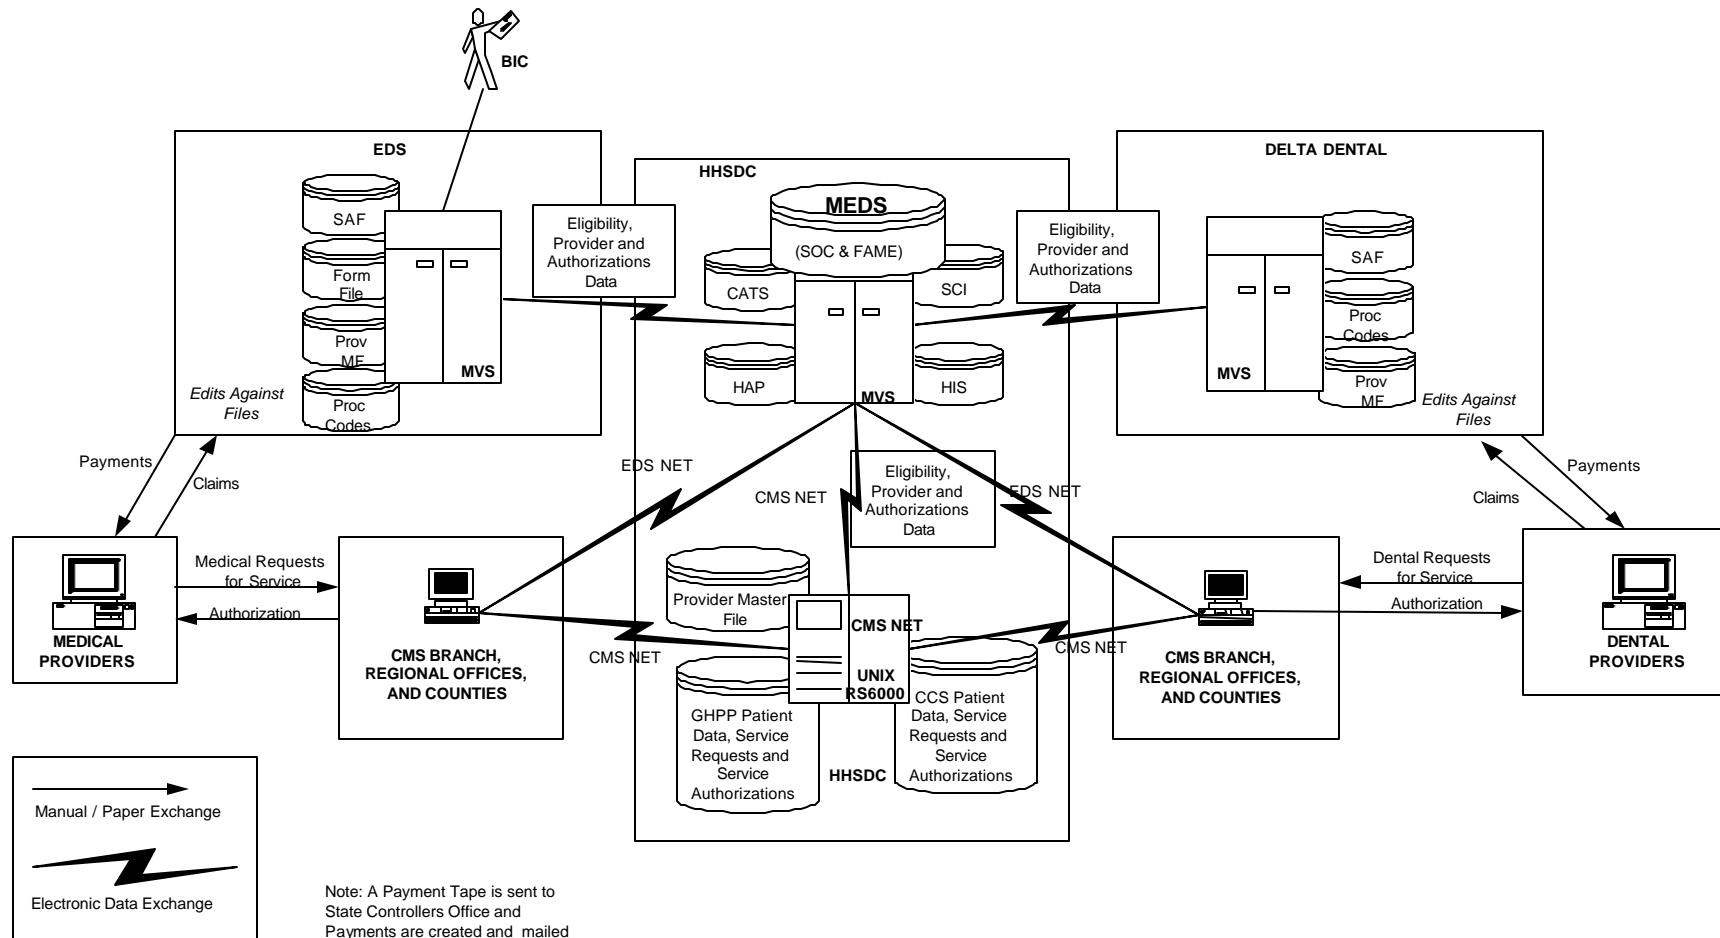 BIC
EDS
SAF
Form
File
Prov
MF
Proc
Codes
MVS
Edits Against
Files
Eligibility,
Provider and
Authorizations
Data
HHSDC
MEDS
(SOC & FAME)
CATS
SCI
HAP
HIS
MVS
Eligibility,
Provider and
Authorizations
Data
DELTA DENTAL
SAF
Proc
Codes
Prov
MF
MVS
Edits Against
Files
Payments
Claims
EDS NET
CMS NET
Eligibility,
Provider and
Authorizations
Data
EDS NET
Payments
Claims
MEDICAL
PROVIDERS
Medical Requests
for Service
Authorization
CMS BRANCH,
REGIONAL OFFICES,
AND COUNTIES
CMS NET
Provider Master
File
CMS NET
UNIX
RS6000
GHPP Patient
Data, Service
Requests and
Service
Authorizations
CCS Patient
Data, Service
Requests and
Service
Authorizations
HHSDC
CMS NET
CMS BRANCH,
REGIONAL OFFICES,
AND COUNTIES
Dental Requests
for Service
Authorization
DENTAL
PROVIDERS
Manual / Paper Exchange
Electronic Data Exchange
Note: A Payment Tape is sent to
State Controllers Office and
Payments are created and mailed